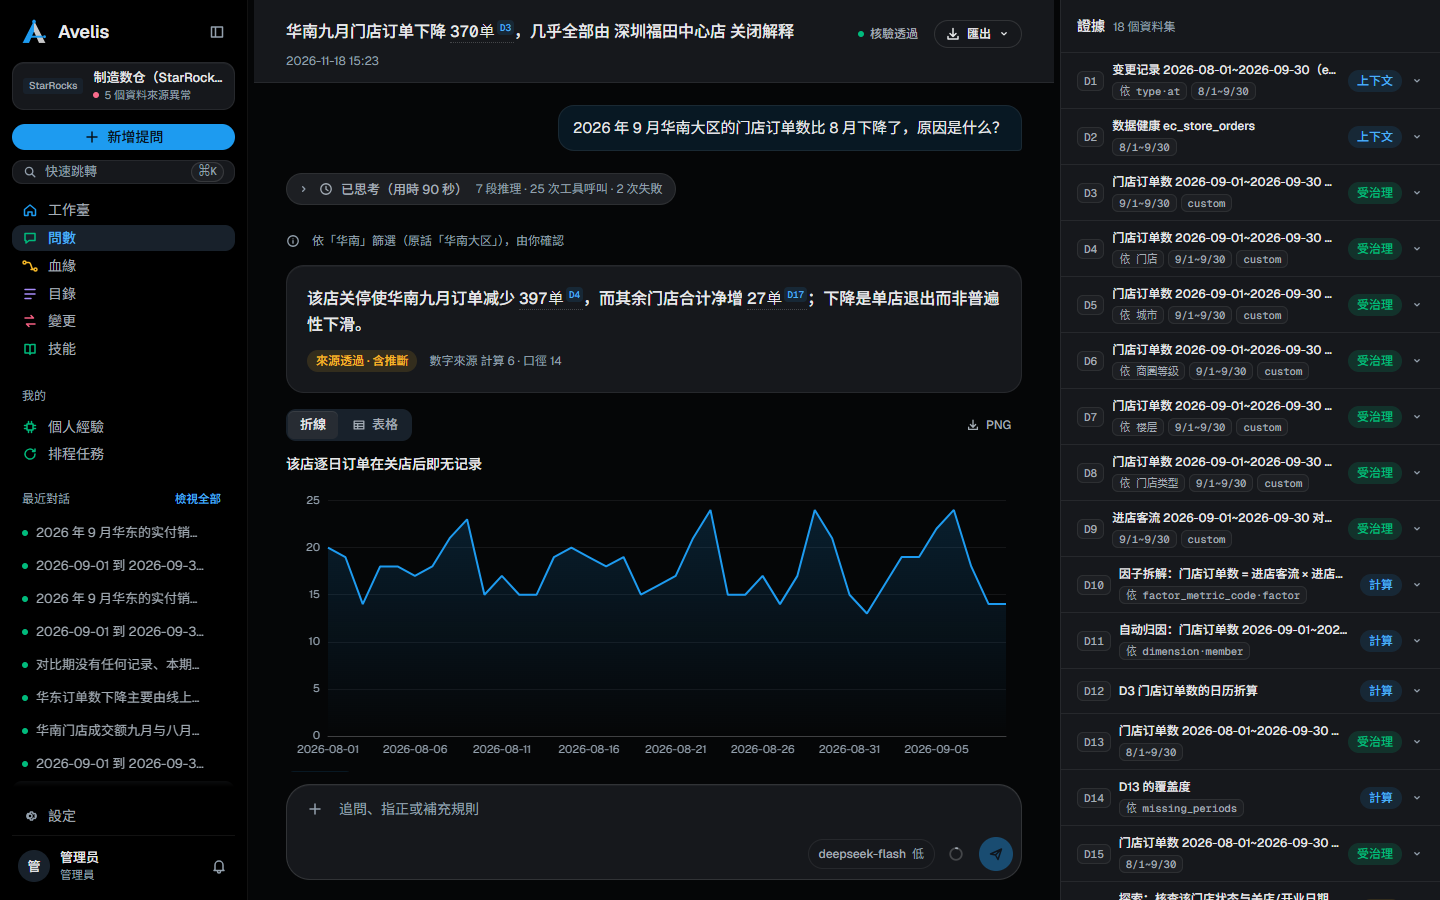 Avelis
StarRocks
制造数仓（StarRock...
5 個資料來源異常
新增提問
快速跳轉
⌘K
工作臺
問數
血緣
目錄
變更
技能
我的
個人經驗
排程任務
最近對話
檢視全部
2026 年 9 月华东的实付销...
2026-09-01 到 2026-09-3...
2026 年 9 月华东的实付销...
2026-09-01 到 2026-09-3...
对比期没有任何记录、本期...
华东订单数下降主要由线上...
华南门店成交额九月与八月...
2026-09-01 到 2026-09-3...
設定
管
管理员
管理員
华南九月门店订单下降 370单 D3，几乎全部由 深圳福田中心店 关闭解释
2026-11-18 15:23
核驗透過
匯出
2026 年 9 月华南大区的门店订单数比 8 月下降了，原因是什么？
已思考（用時 90 秒） 7 段推理 · 25 次工具呼叫 · 2 次失敗
依「华南」篩選（原話「华南大区」），由你確認
该店关停使华南九月订单减少 397单 D4，而其余门店合计净增 27单 D17；下降是单店退出而非普遍
性下滑。
來源透過 · 含推斷
數字來源 計算 6 · 口徑 14
折線
表格
PNG
该店逐日订单在关店后即无记录
25
20
15
10
5
0
2026-08-01
2026-08-06
2026-08-11
2026-08-16
2026-08-21
2026-08-26
2026-08-31
2026-09-05
追問、指正或補充規則
deepseek-flash 低
證據 18 個資料集
D1
变更记录 2026-08-01~2026-09-30（e...
依 type·at
8/1~9/30
上下文
D2
数据健康 ec_store_orders
8/1~9/30
上下文
D3
门店订单数 2026-09-01~2026-09-30 ...
9/1~9/30
custom
受治理
D4
门店订单数 2026-09-01~2026-09-30 ...
依 门店
9/1~9/30
custom
受治理
D5
门店订单数 2026-09-01~2026-09-30 ...
依 城市
9/1~9/30
custom
受治理
D6
门店订单数 2026-09-01~2026-09-30 ...
依 商圈等级
9/1~9/30
custom
受治理
D7
门店订单数 2026-09-01~2026-09-30 ...
依 楼层
9/1~9/30
custom
受治理
D8
门店订单数 2026-09-01~2026-09-30 ...
依 门店类型
9/1~9/30
custom
受治理
D9
进店客流 2026-09-01~2026-09-30 对...
9/1~9/30
custom
受治理
D10
因子拆解：门店订单数 = 进店客流 × 进店...
依 factor_metric_code·factor
計算
D11
自动归因：门店订单数 2026-09-01~202...
依 dimension·member
計算
D12
D3 门店订单数的日历折算
計算
D13
门店订单数 2026-08-01~2026-09-30 ...
8/1~9/30
受治理
D14
D13 的覆盖度
依 missing_periods
計算
D15
门店订单数 2026-08-01~2026-09-30 ...
8/1~9/30
受治理
探索：核查该门店状态与关店/开业日期